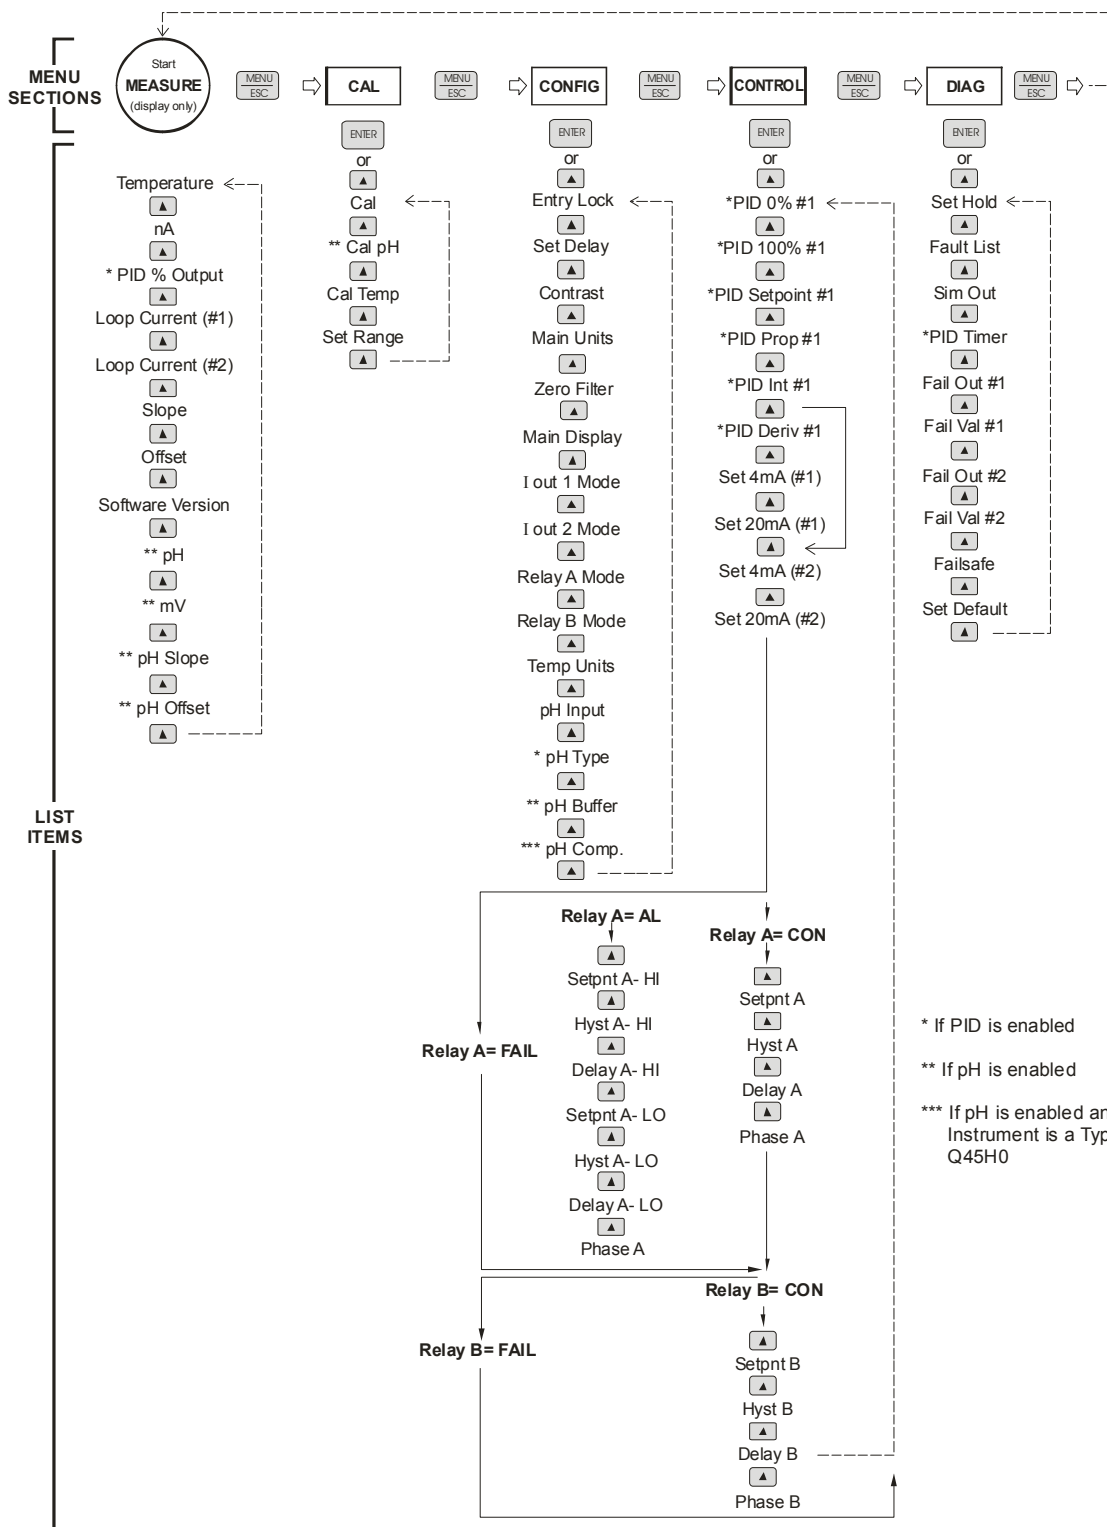 MENU
SECTIONS
Start
MEASURE
(display only)
MENU
ESC
CAL
MENU
ESC
CONFIG
MENU
ESC
CONTROL
MENU
ESC
DIAG
MENU
ESC
LIST
ITEMS
Temperature
nA
* PID % Output
Loop Current (#1)
Loop Current (#2)
Slope
Offset
Software Version
** pH
** mV
** pH Slope
** pH Offset
ENTER
or
Cal
** Cal pH
Cal Temp
Set Range
ENTER
or
Entry Lock
Set Delay
Contrast
Main Units
Zero Filter
Main Display
I out 1 Mode
I out 2 Mode
Relay A Mode
Relay B Mode
Temp Units
pH Input
* pH Type
** pH Buffer
*** pH Comp.
ENTER
or
*PID 0% #1
*PID 100% #1
*PID Setpoint #1
*PID Prop #1
*PID Int #1
*PID Deriv #1
Set 4mA (#1)
Set 20mA (#1)
Set 4mA (#2)
Set 20mA (#2)
ENTER
or
Set Hold
Fault List
Sim Out
*PID Timer
Fail Out #1
Fail Val #1
Fail Out #2
Fail Val #2
Failsafe
Set Default
Relay A= FAIL
Relay A= AL
Setpnt A- HI
Hyst A- HI
Delay A- HI
Setpnt A- LO
Hyst A- LO
Delay A- LO
Phase A
Relay A= CON
Setpnt A
Hyst A
Delay A
Phase A
Relay B= FAIL
Relay B= CON
Setpnt B
Hyst B
Delay B
Phase B
* If PID is enabled
** If pH is enabled
*** If pH is enabled an
Instrument is a Typ
Q45H0